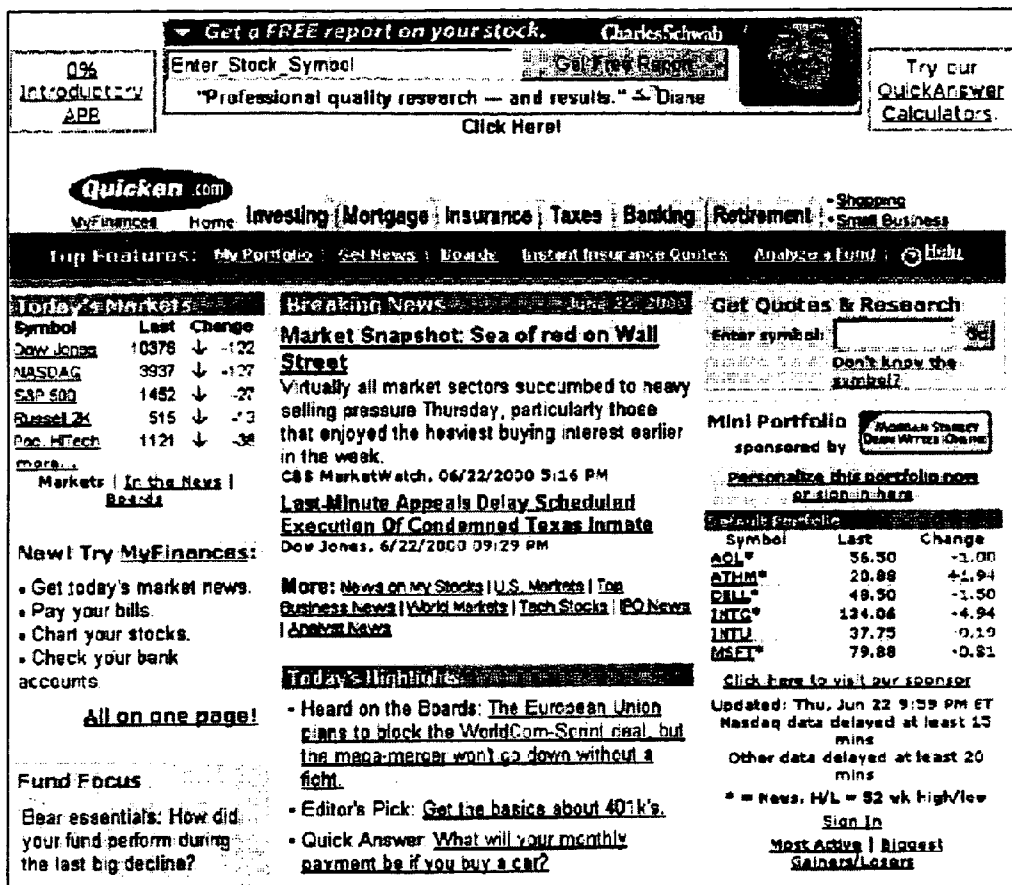 Get a FREE report on your stock. CharlesSchwab
Enter_Stock_Symbol Get Free Report
"Professional quality research — and results." Diane
Click Here!
0%
Introductory
APR
Try our
QuickAnswer
Calculators.
Quicken.com
MyFinances Home Investing Mortgage Insurance Taxes Banking Retirement
• Shopping
• Small Business
Top Features: My Portfolio | Get News | Boards Instant Insurance Quotes Analyze a Fund | Help
Today's Markets
Symbol Last Change
Dow Jones 10376 ↓
NASDAQ 3937 ↓ -127
S&P 500 1452 ↓ -27
Russel 2K 515 ↓ -13
Pac. HiTech 1121 ↓
more...
Markets | In the News |
Boards
New! Try MyFinances:
• Get today's market news.
• Pay your bills.
• Chart your stocks.
• Check your bank
accounts.
All on one page!
Fund Focus
Bear essentials: How did
your fund perform during
the last big decline?
Breaking News June 22, 2000
Market Snapshot: Sea of red on Wall
Street
Virtually all market sectors succumbed to heavy
selling pressure Thursday, particularly those
that enjoyed the heaviest buying interest earlier
in the week.
CBS MarketWatch, 06/22/2000 5:16 PM
Last-Minute Appeals Delay Scheduled
Execution Of Condemned Texas Inmate
Dow Jones, 6/22/2000 09:29 PM
More: News on My Stocks | U.S. Markets | Top
Business News | World Markets | Tech Stocks | IPO News
| Analyst News
Today's Highlights
• Heard on the Boards: The European Union
plans to block the WorldCom-Sprint deal, but
the mega-merger won't go down without a
fight.
• Editor's Pick: Get the basics about 401k's.
• Quick Answer: What will your monthly
payment be if you buy a car?
Get Quotes & Research
Enter symbol: Go
Don't know the
symbol?
Mini Portfolio
sponsored by
Morgan Stanley
Dean Witter Online
Personalize this portfolio now
or sign in here
Default Portfolio
Symbol Last Change
AOL* 56.50 -1.00
ATHM* 20.88 +1.94
DELL* 48.50 -1.50
INTC* 134.06 -4.94
INTU 37.75 -0.19
MSFT* 79.88 -0.81
Click here to visit our sponsor
Updated: Thu, Jun 22 9:59 PM ET
Nasdaq data delayed at least 15
mins
Other data delayed at least 20
mins
* = News, H/L = 52 wk high/low
Sign In
Most Active | Biggest
Gainers/Losers